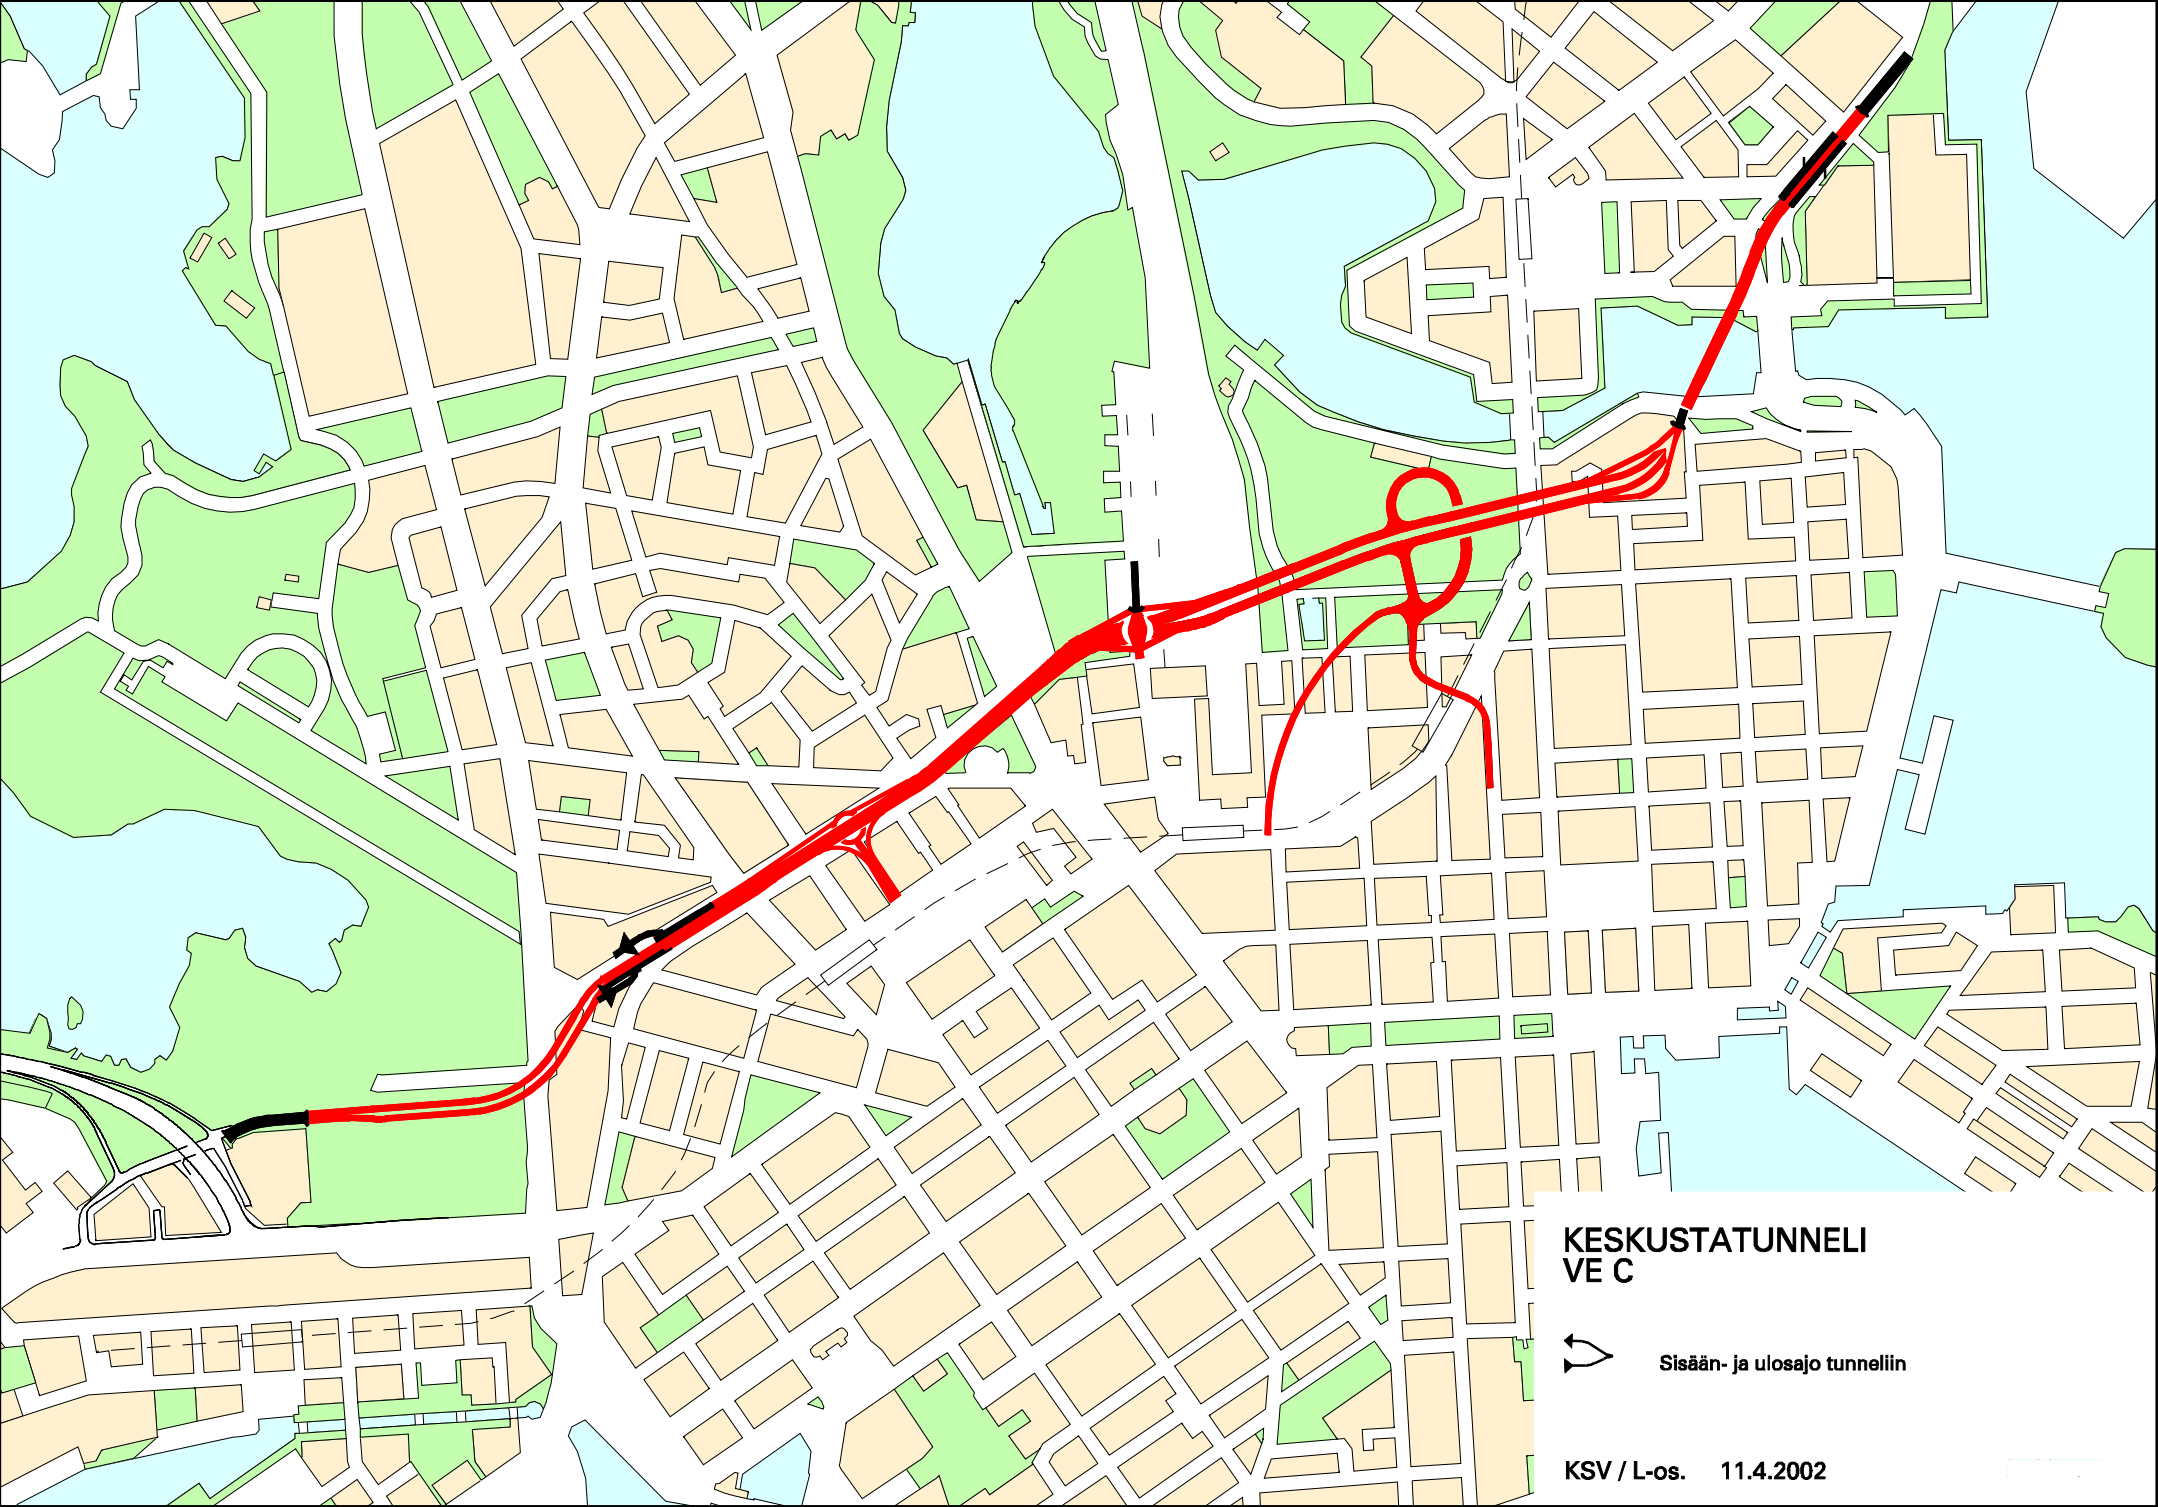 KESKUSTATUNNELI
VE C
Sisään- ja ulosajo tunneliin
KSV / L-os. 11.4.2002